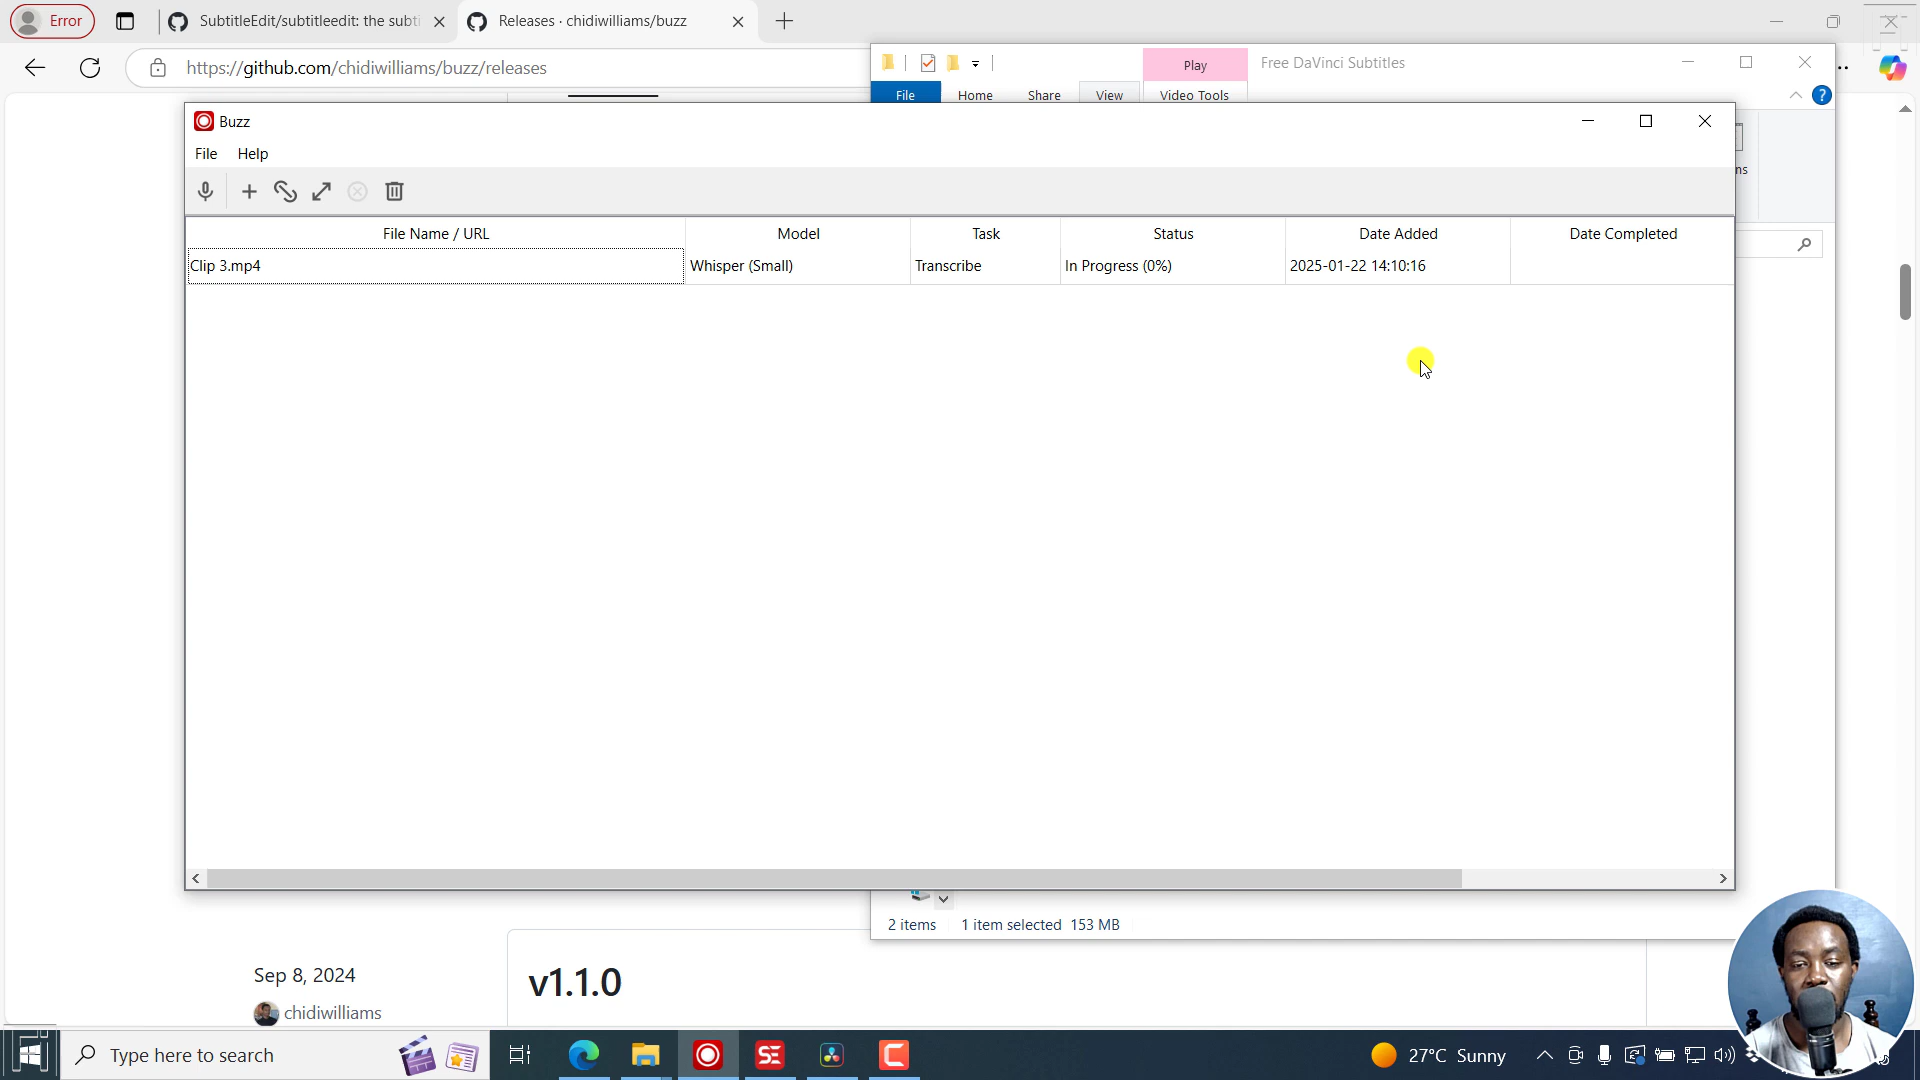 Error
SubtitleEdit/subtitleedit: the subti
Releases · chidiwilliams/buzz
https://github.com/chidiwilliams/buzz/releases
Play
Free DaVinci Subtitles
File
Home
Share
View
Video Tools
Buzz
File
Help
ns
File Name / URL
Model
Task
Status
Date Added
Date Completed
Clip 3.mp4
Whisper (Small)
Transcribe
In Progress (0%)
2025-01-22 14:10:16
2 items
1 item selected 153 MB
Sep 8, 2024
v1.1.0
chidiwilliams
Type here to search
SE
27°C Sunny